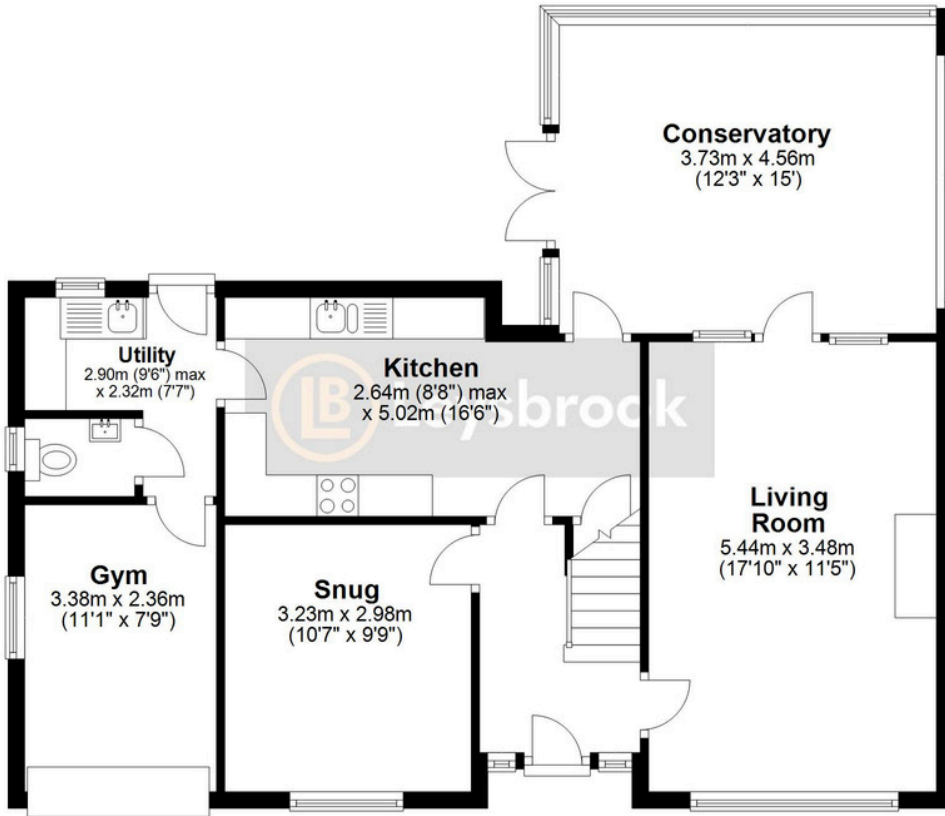 Conservatory
3.73m x 4.56m
(12'3" x 15')
Utility
2.90m (9'6") max
x 2.32m (7'7")
Kitchen
2.64m (8'8") max
x 5.02m (16'6")
LB Leysbrook
Living
Room
5.44m x 3.48m
(17'10" x 11'5")
Gym
3.38m x 2.36m
(11'1" x 7'9")
Snug
3.23m x 2.98m
(10'7" x 9'9")